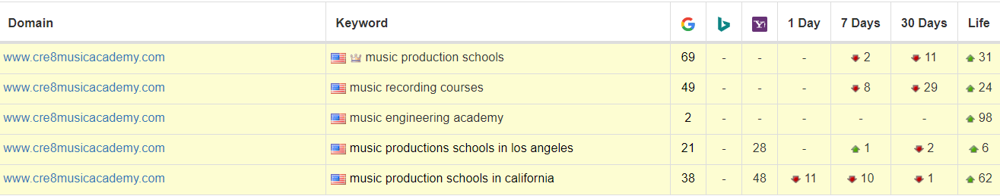 Domain Keyword G b Y! 1 Day 7 Days 30 Days Life
www.cre8musicacademy.com music production schools 69 - - - 2 11 31
www.cre8musicacademy.com music recording courses 49 - - - 8 29 24
www.cre8musicacademy.com music engineering academy 2 - - - - - 98
www.cre8musicacademy.com music productions schools in los angeles 21 - 28 - 1 2 6
www.cre8musicacademy.com music production schools in california 38 - 48 11 10 1 62